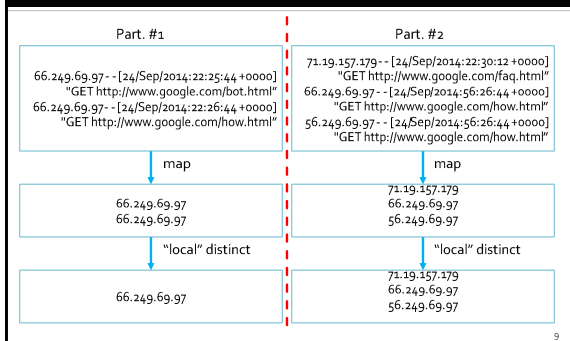 Part. #1
66.249.69.97 - - [24/Sep/2014:22:25:44 +0000]
"GET http://www.google.com/bot.html"
66.249.69.97 - - [24/Sep/2014:22:26:44 +0000]
"GET http://www.google.com/how.html"
map
66.249.69.97
66.249.69.97
"local" distinct
66.249.69.97
Part. #2
71.19.157.179 - - [24/Sep/2014:22:30:12 +0000]
"GET http://www.google.com/faq.html"
66.249.69.97 - - [24/Sep/2014:56:26:44 +0000]
"GET http://www.google.com/how.html"
56.249.69.97 - - [24/Sep/2014:56:26:44 +0000]
"GET http://www.google.com/how.html"
map
71.19.157.179
66.249.69.97
56.249.69.97
"local" distinct
71.19.157.179
66.249.69.97
56.249.69.97
9